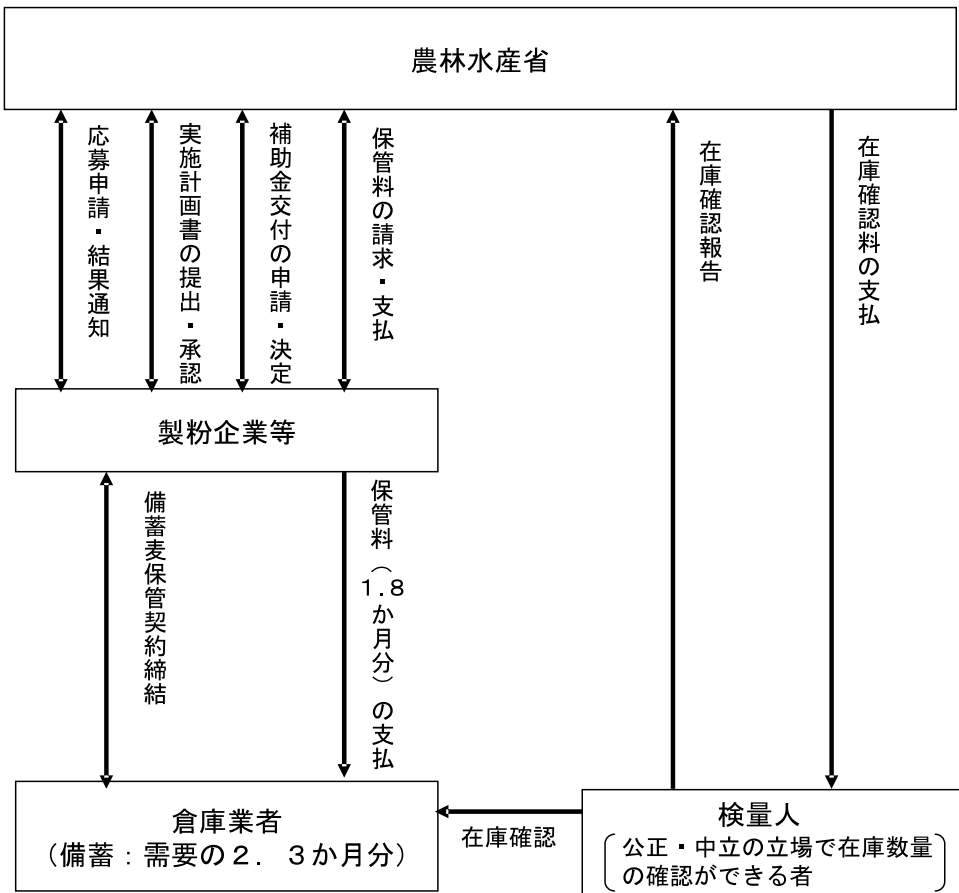 農林水産省
応募申請・結果通知
実施計画書の提出・承認
補助金交付の申請・決定
保管料の請求・支払
在庫確認報告
在庫確認料の支払
製粉企業等
備蓄麦保管契約締結
保管料（1.8か月分）の支払
倉庫業者
（備蓄：需要の２．３か月分）
在庫確認
検量人
公正・中立の立場で在庫数量
の確認ができる者